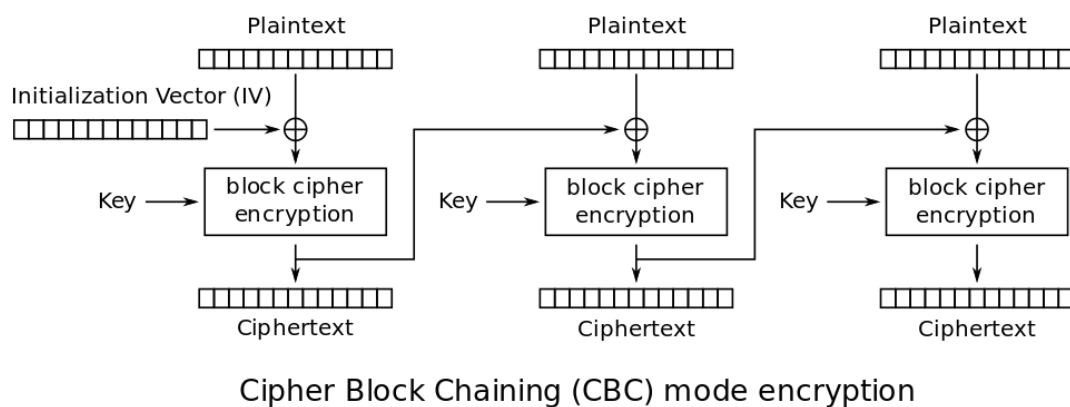 Plaintext
Plaintext
Plaintext
Initialization Vector (IV)
Key
block cipher
encryption
Key
block cipher
encryption
Key
block cipher
encryption
Ciphertext
Ciphertext
Ciphertext
Cipher Block Chaining (CBC) mode encryption